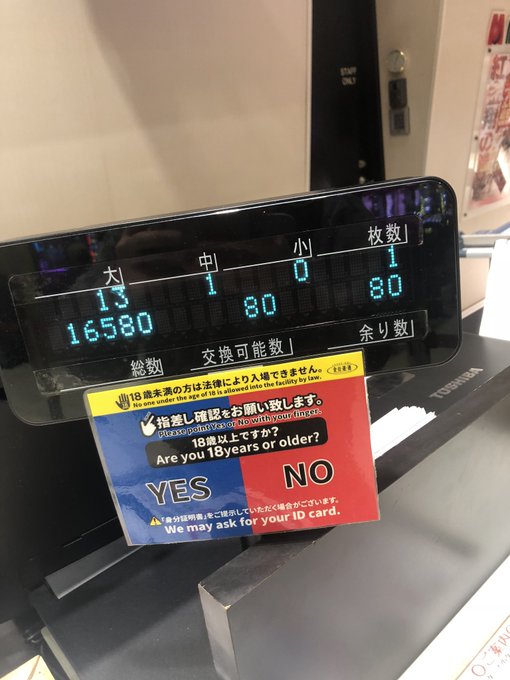 STAFF
ONLY
大 中 小 枚数
13 1 0 1
16580 80 80
総数 交換可能数 余り数
TOSHIBA
18歳未満の方は法律により入場できません。
No one under the age of 18 is allowed into the facility by law.
指差し確認をお願い致します。
Please point Yes or No with your finger.
18歳以上ですか?
Are you 18years or older?
YES NO
「身分証明書」をご提示していただく場合がございます。
We may ask for your ID card.